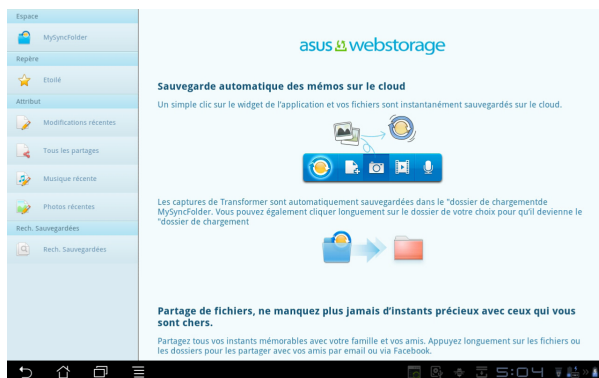 Espace
MySyncFolder
Repère
Etoilé
Attribut
Modifications récentes
Tous les partages
Musique récente
Photos récentes
Rech. Sauvegardées
Rech. Sauvegardées
asus webstorage
Sauvegarde automatique des mémos sur le cloud
Un simple clic sur le widget de l'application et vos fichiers sont instantanément sauvegardés sur le cloud.
Les captures de Transformer sont automatiquement sauvegardées dans le "dossier de chargementde
MySyncFolder. Vous pouvez également cliquer longuement sur le dossier de votre choix pour qu'il devienne le
"dossier de chargement
Partage de fichiers, ne manquez plus jamais d’instants précieux avec ceux qui vous
sont chers.
Partagez tous vos instants mémorables avec votre famille et vos amis. Appuyez longuement sur les fichiers ou
les dossiers pour les partager avec vos amis par email ou via Facebook.
5:04